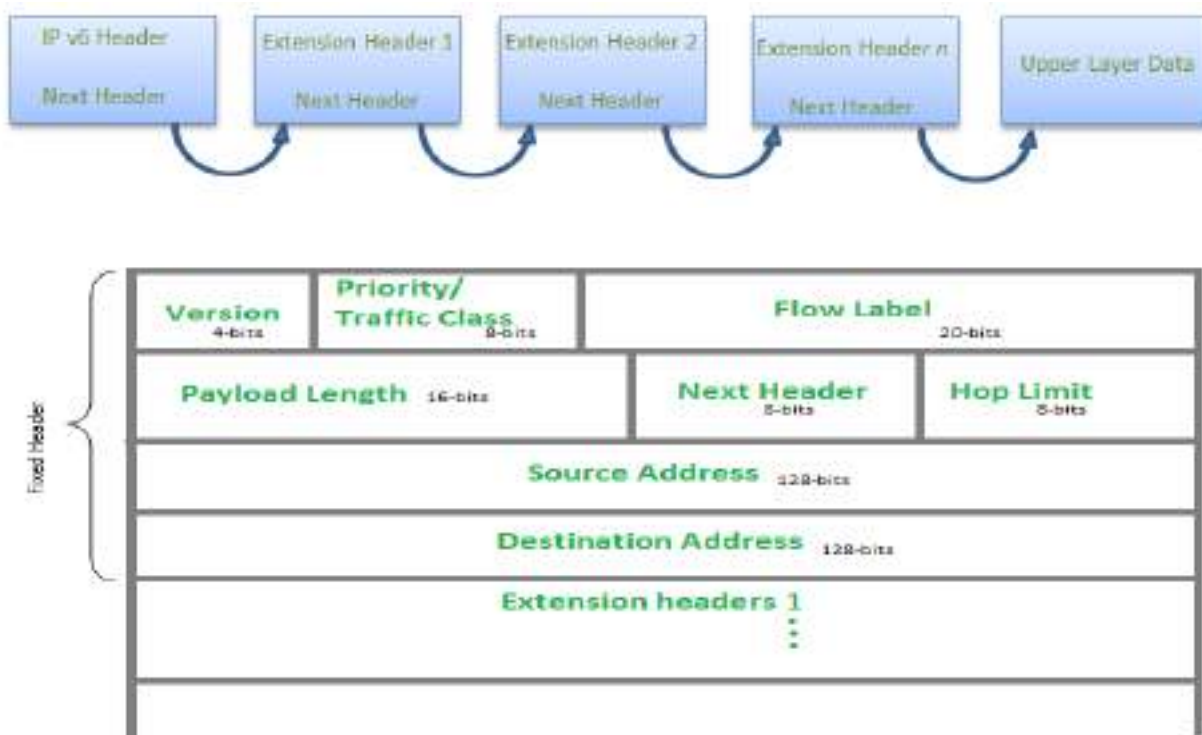 IP v6 Header
Next Header
Extension Header 1
Next Header
Extension Header 2
Next Header
Extension Header n
Next Header
Upper Layer Data
Fixed Header
Version
4-bits
Priority/
Traffic Class
8-bits
Flow Label
20-bits
Payload Length 16-bits
Next Header
8-bits
Hop Limit
8-bits
Source Address 128-bits
Destination Address 128-bits
Extension headers 1